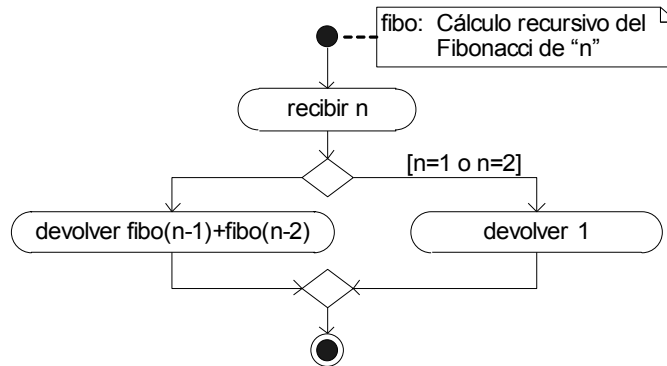 fibo: Cálculo recursivo del
Fibonacci de “n”
recibir n
[n=1 o n=2]
devolver fibo(n-1)+fibo(n-2)
devolver 1